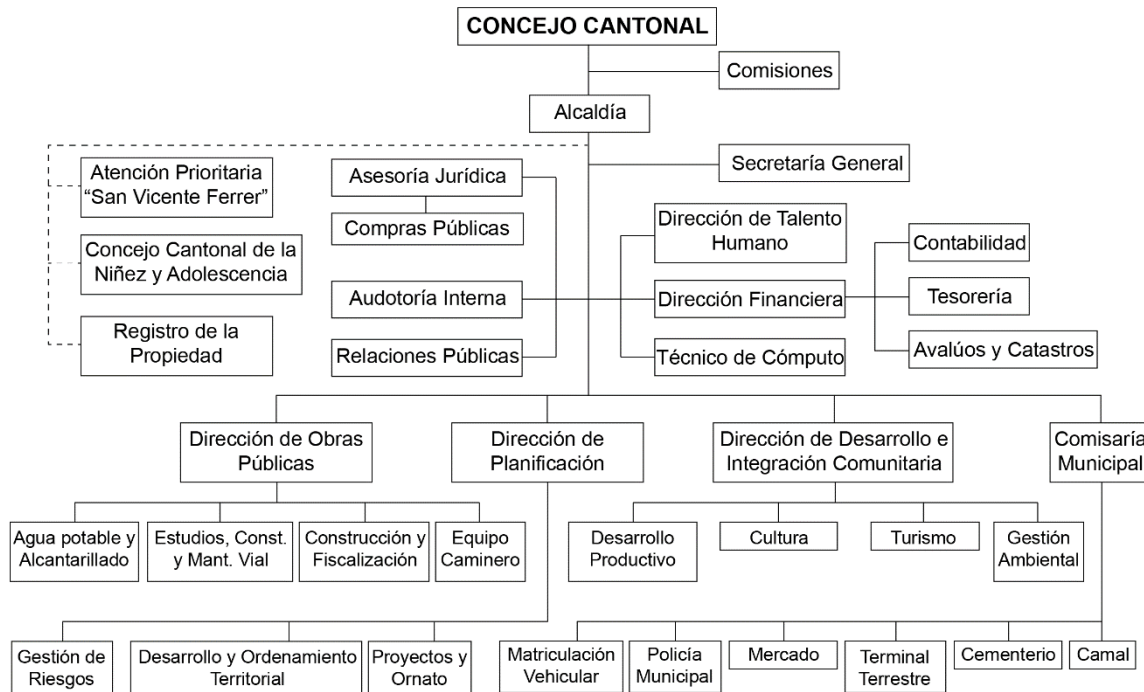 CONCEJO CANTONAL
Comisiones
Alcaldía
Secretaría General
Atención Prioritaria
“San Vicente Ferrer”
Asesoría Jurídica
Compras Públicas
Dirección de Talento
Humano
Contabilidad
Concejo Cantonal de la
Niñez y Adolescencia
Audotoría Interna
Dirección Financiera
Tesorería
Registro de la
Propiedad
Relaciones Públicas
Técnico de Cómputo
Avalúos y Catastros
Dirección de Obras
Públicas
Dirección de
Planificación
Dirección de Desarrollo e
Integración Comunitaria
Comisaría
Municipal
Agua potable y
Alcantarillado
Estudios, Const.
y Mant. Vial
Construcción y
Fiscalización
Equipo
Caminero
Desarrollo
Productivo
Cultura
Turismo
Gestión
Ambiental
Gestión de
Riesgos
Desarrollo y Ordenamiento
Territorial
Proyectos y
Ornato
Matriculación
Vehicular
Policía
Municipal
Mercado
Terminal
Terrestre
Cementerio
Camal